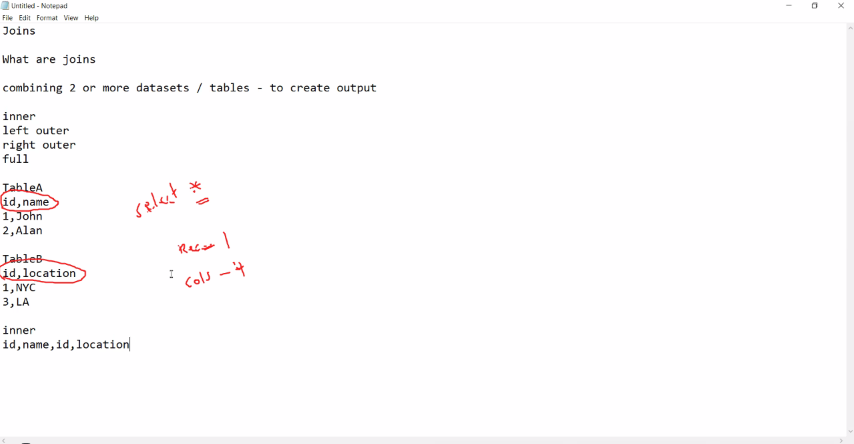 Untitled - Notepad
File Edit Format View Help
Joins
What are joins
combining 2 or more datasets / tables - to create output
inner
left outer
right outer
full
TableA
id,name
1,John
2,Alan
select *
TableB
id,location
1,NYC
3,LA
1
cols - 4
inner
id,name,id,location